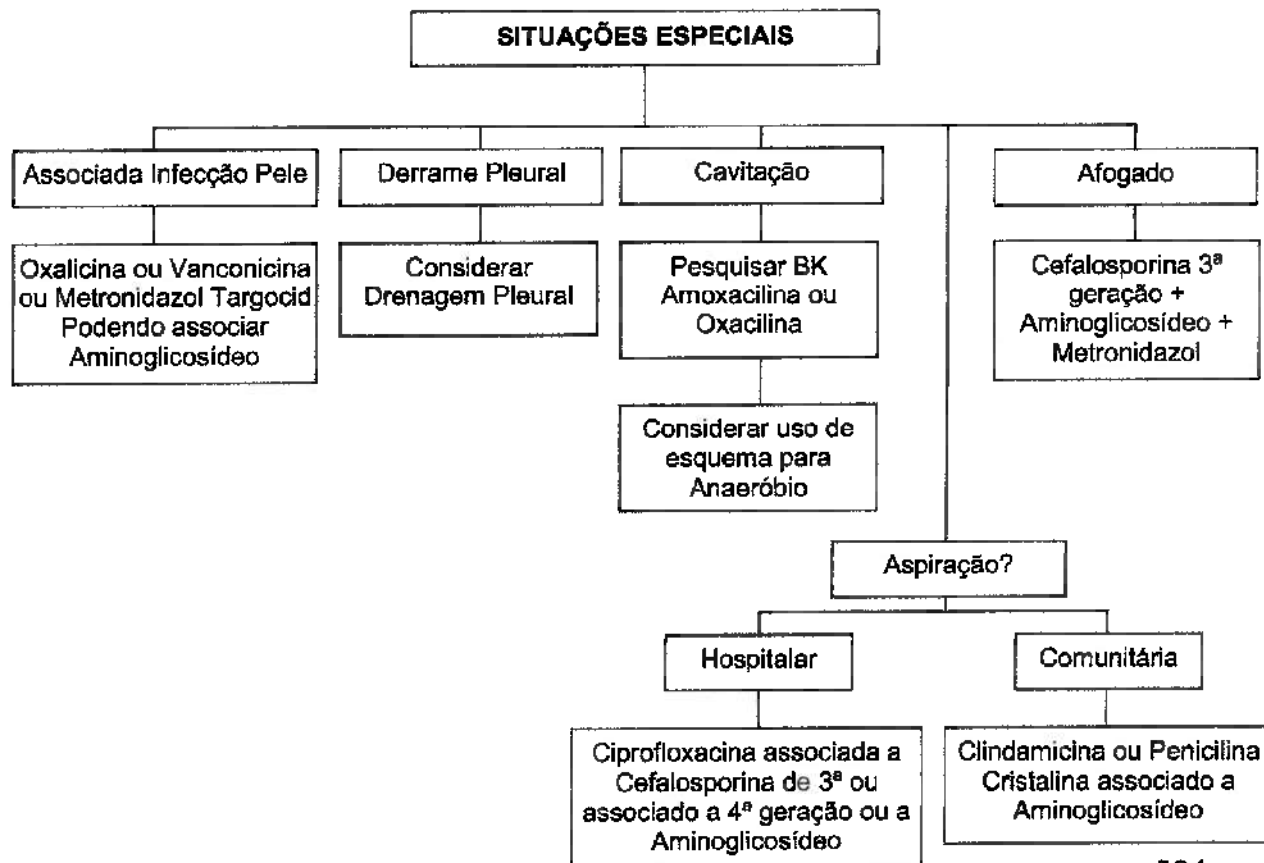 SITUAÇÕES ESPECIAIS
Associada Infecção Pele
Oxalicina ou Vanconicina
ou Metronidazol Targocid
Podendo associar
Aminoglicosídeo
Derrame Pleural
Considerar
Drenagem Pleural
Cavitação
Pesquisar BK
Amoxacilina ou
Oxacilina
Considerar uso de
esquema para
Anaeróbio
Afogado
Cefalosporina 3ª
geração +
Aminoglicosídeo +
Metronidazol
Aspiração?
Hospitalar
Ciprofloxacina associada a
Cefalosporina de 3ª ou
associado a 4ª geração ou a
Aminoglicosídeo
Comunitária
Clindamicina ou Penicilina
Cristalina associado a
Aminoglicosídeo